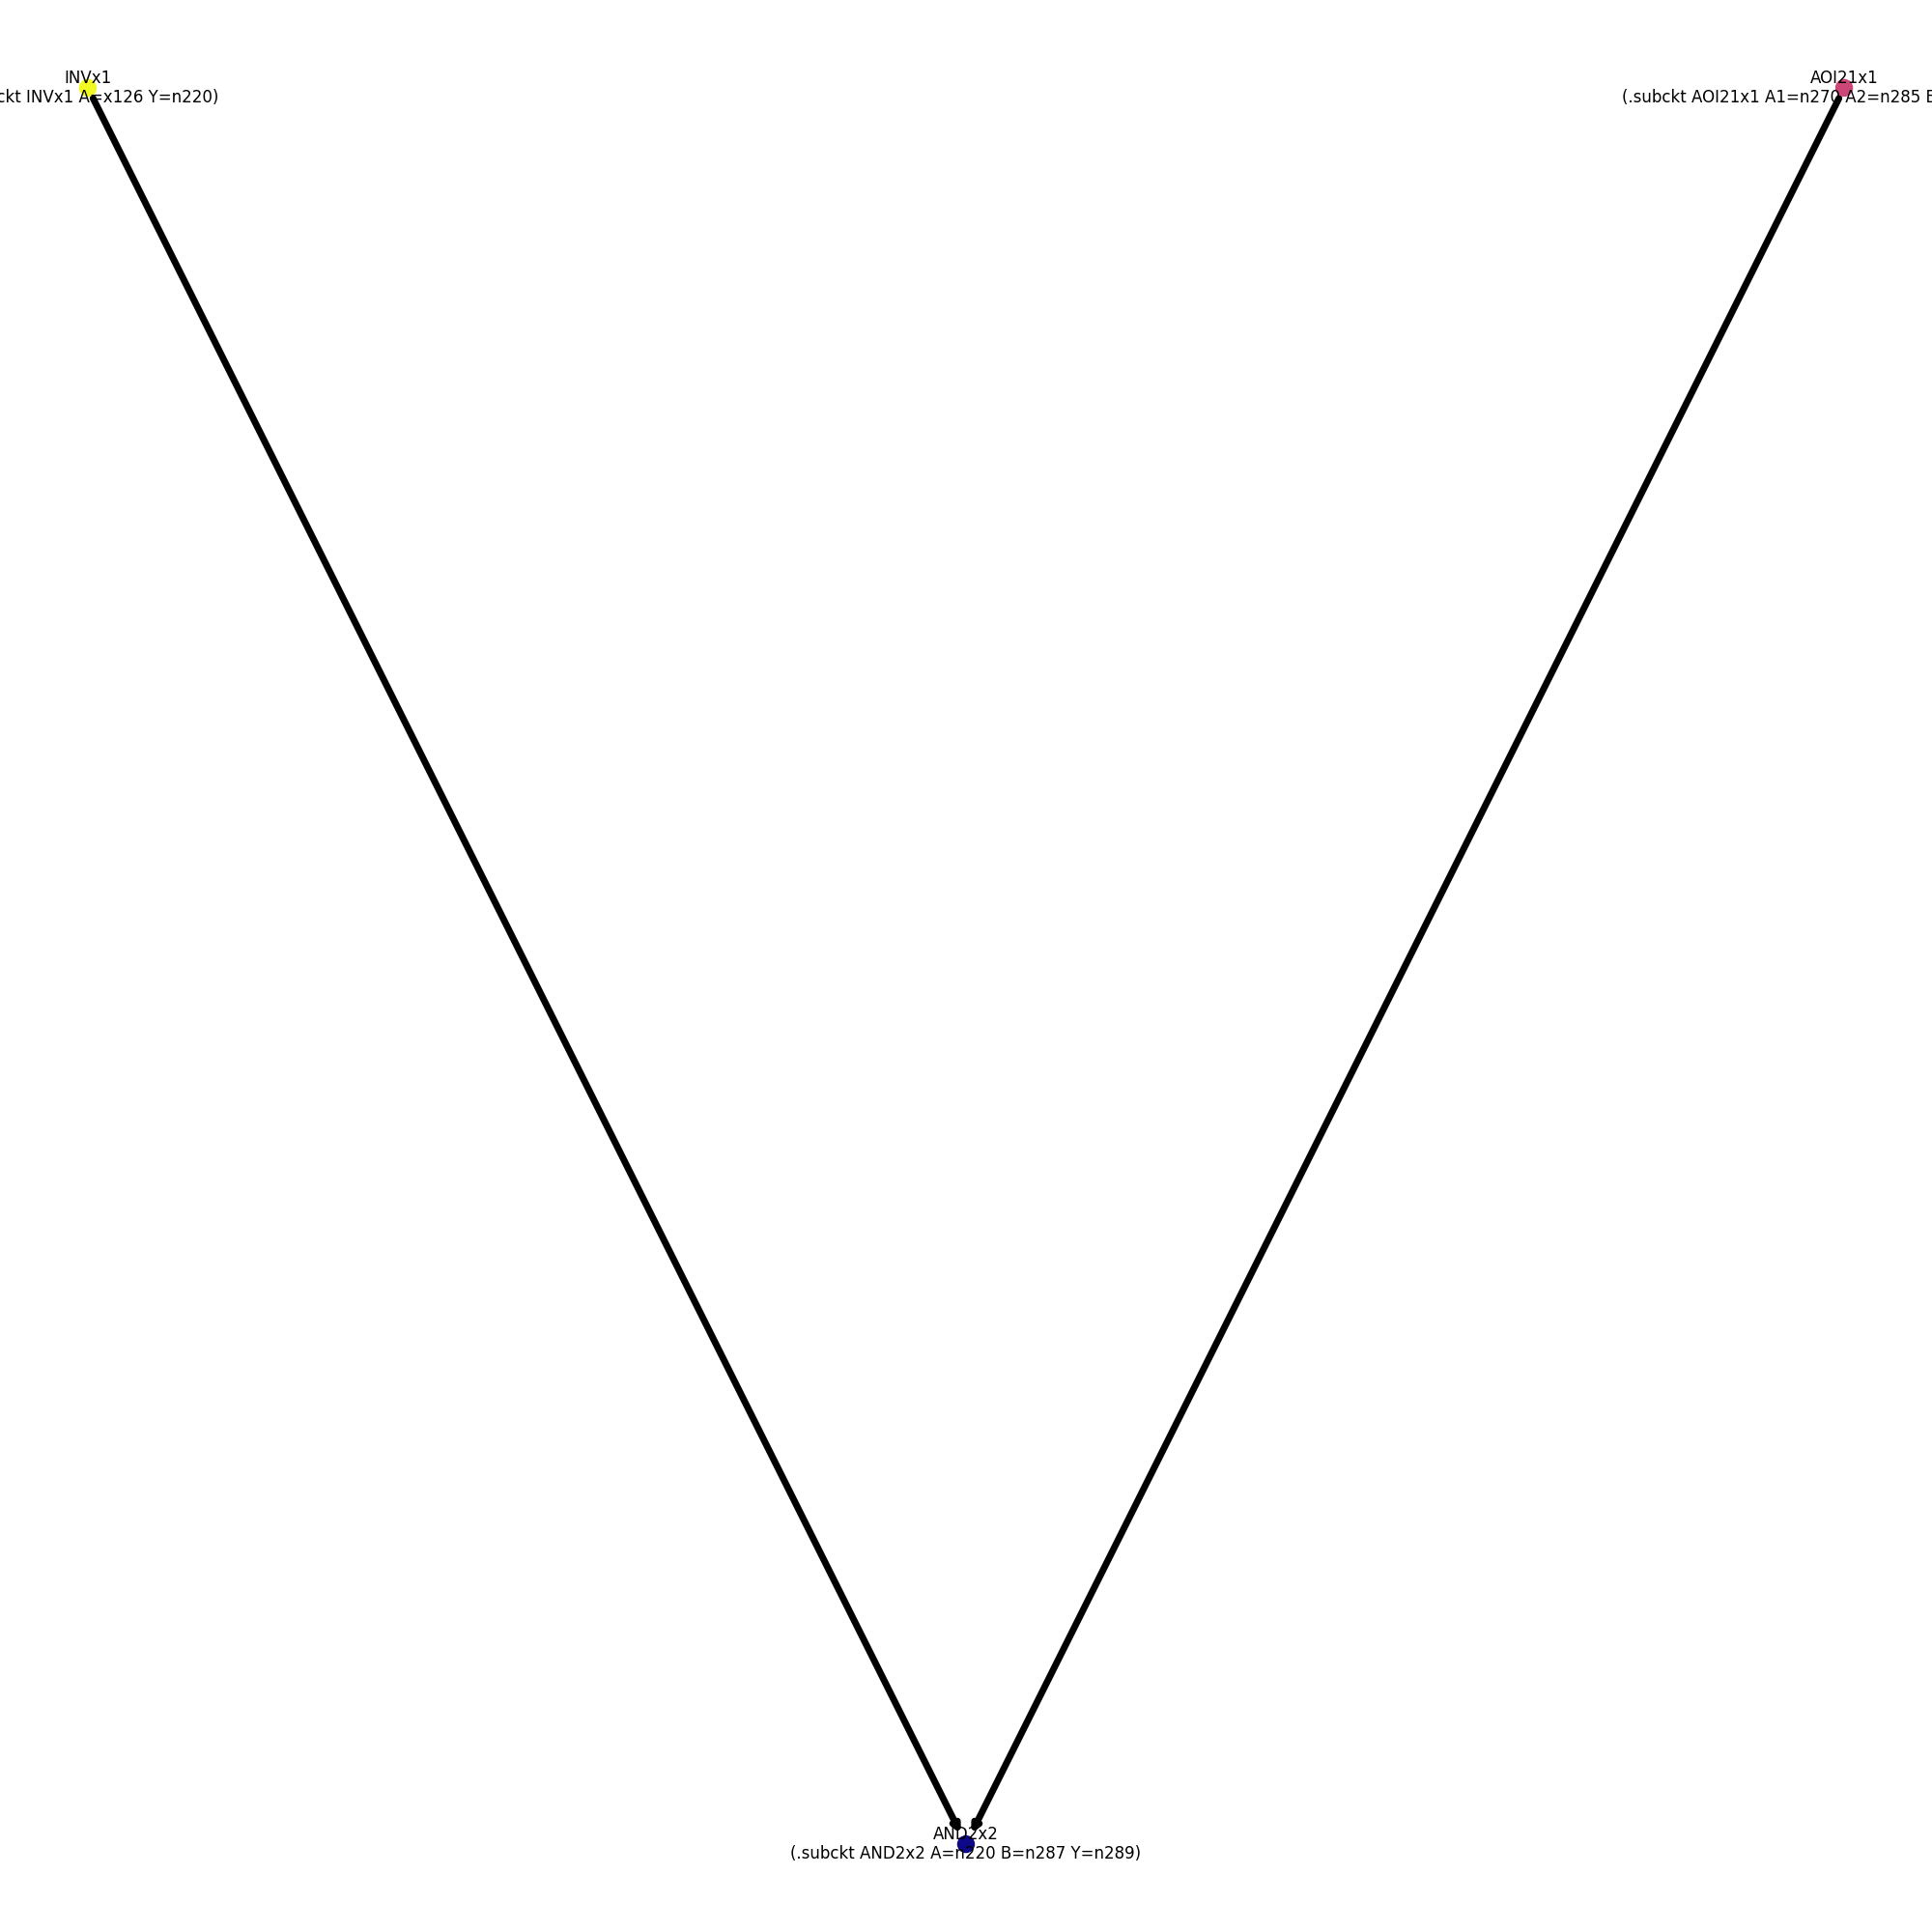 INVx1
ckt INVx1 A=x126 Y=n220)
AOI21x1
(.subckt AOI21x1 A1=n270 A2=n285
AND2x2
(.subckt AND2x2 A=n220 B=n287 Y=n289)